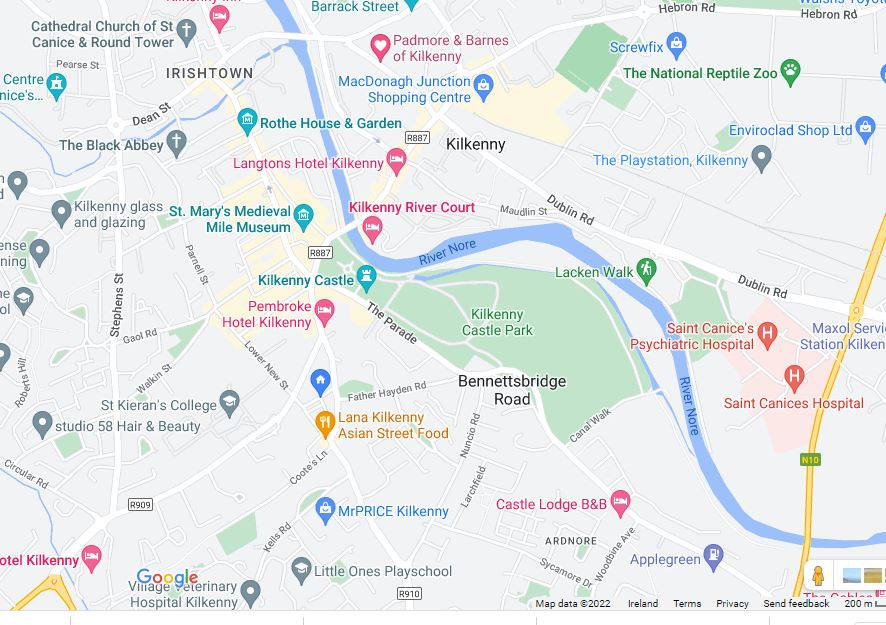 Kilkenny Inn
Barrack Street
Hebron Rd
Hebron Rd
Cathedral Church of St
Canice & Round Tower
Padmore & Barnes
of Kilkenny
Screwfix
Pearse St
IRISHTOWN
The National Reptile Zoo
Centre
MacDonagh Junction
Shopping Centre
Dean St
Rothe House & Garden
Enviroclad Shop Ltd
R887
The Black Abbey
Kilkenny
Langtons Hotel Kilkenny
The Playstation, Kilkenny
Kilkenny glass
and glazing
St. Mary's Medieval
Mile Museum
Kilkenny River Court
Maudlin St
Dublin Rd
R887
River Nore
Parnell St
Stephens St
Kilkenny Castle
Lacken Walk
Dublin Rd
Pembroke
Hotel Kilkenny
The Parade
Kilkenny
Castle Park
Saint Canice's
Psychiatric Hospital
Maxol Servi
Station Kilken
Gaol Rd
Lower New St
Walkin St
Roberts Hill
Bennettsbridge
Road
Father Hayden Rd
River Nore
Saint Canices Hospital
St Kieran's College
studio 58 Hair & Beauty
Lana Kilkenny
Asian Street Food
Nuncio Rd
Canal Walk
Circular Rd
Coote's Ln
N10
Larchfield
R909
Castle Lodge B&B
MrPRICE Kilkenny
Kells Rd
ARDNORE
Woodbine Ave
Applegreen
otel Kilkenny
Sycamore Dr
Google
Little Ones Playschool
Village Veterinary
Hospital Kilkenny
R910
Map data ©2022 Ireland Terms Privacy Send feedback 200 m